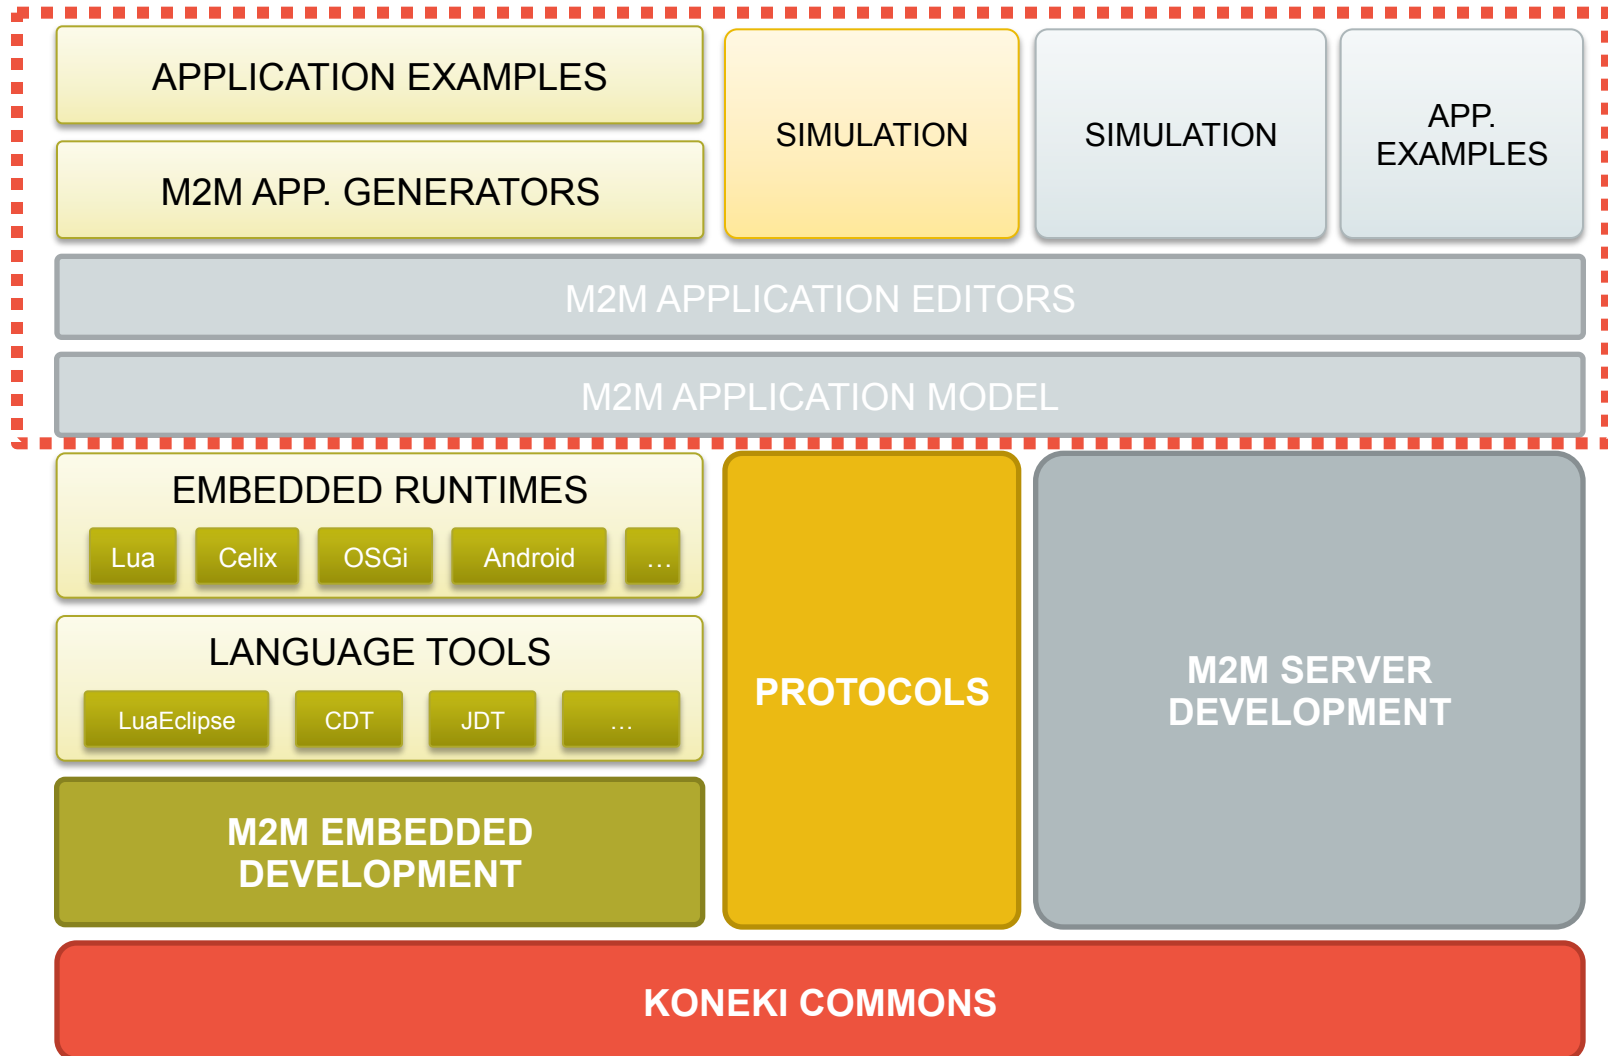 APPLICATION EXAMPLES
M2M APP. GENERATORS
SIMULATION
SIMULATION
APP.
EXAMPLES
M2M APPLICATION EDITORS
M2M APPLICATION MODEL
EMBEDDED RUNTIMES
Lua
Celix
OSGi
Android
...
LANGUAGE TOOLS
LuaEclipse
CDT
JDT
...
M2M EMBEDDED
DEVELOPMENT
PROTOCOLS
M2M SERVER
DEVELOPMENT
KONEKI COMMONS